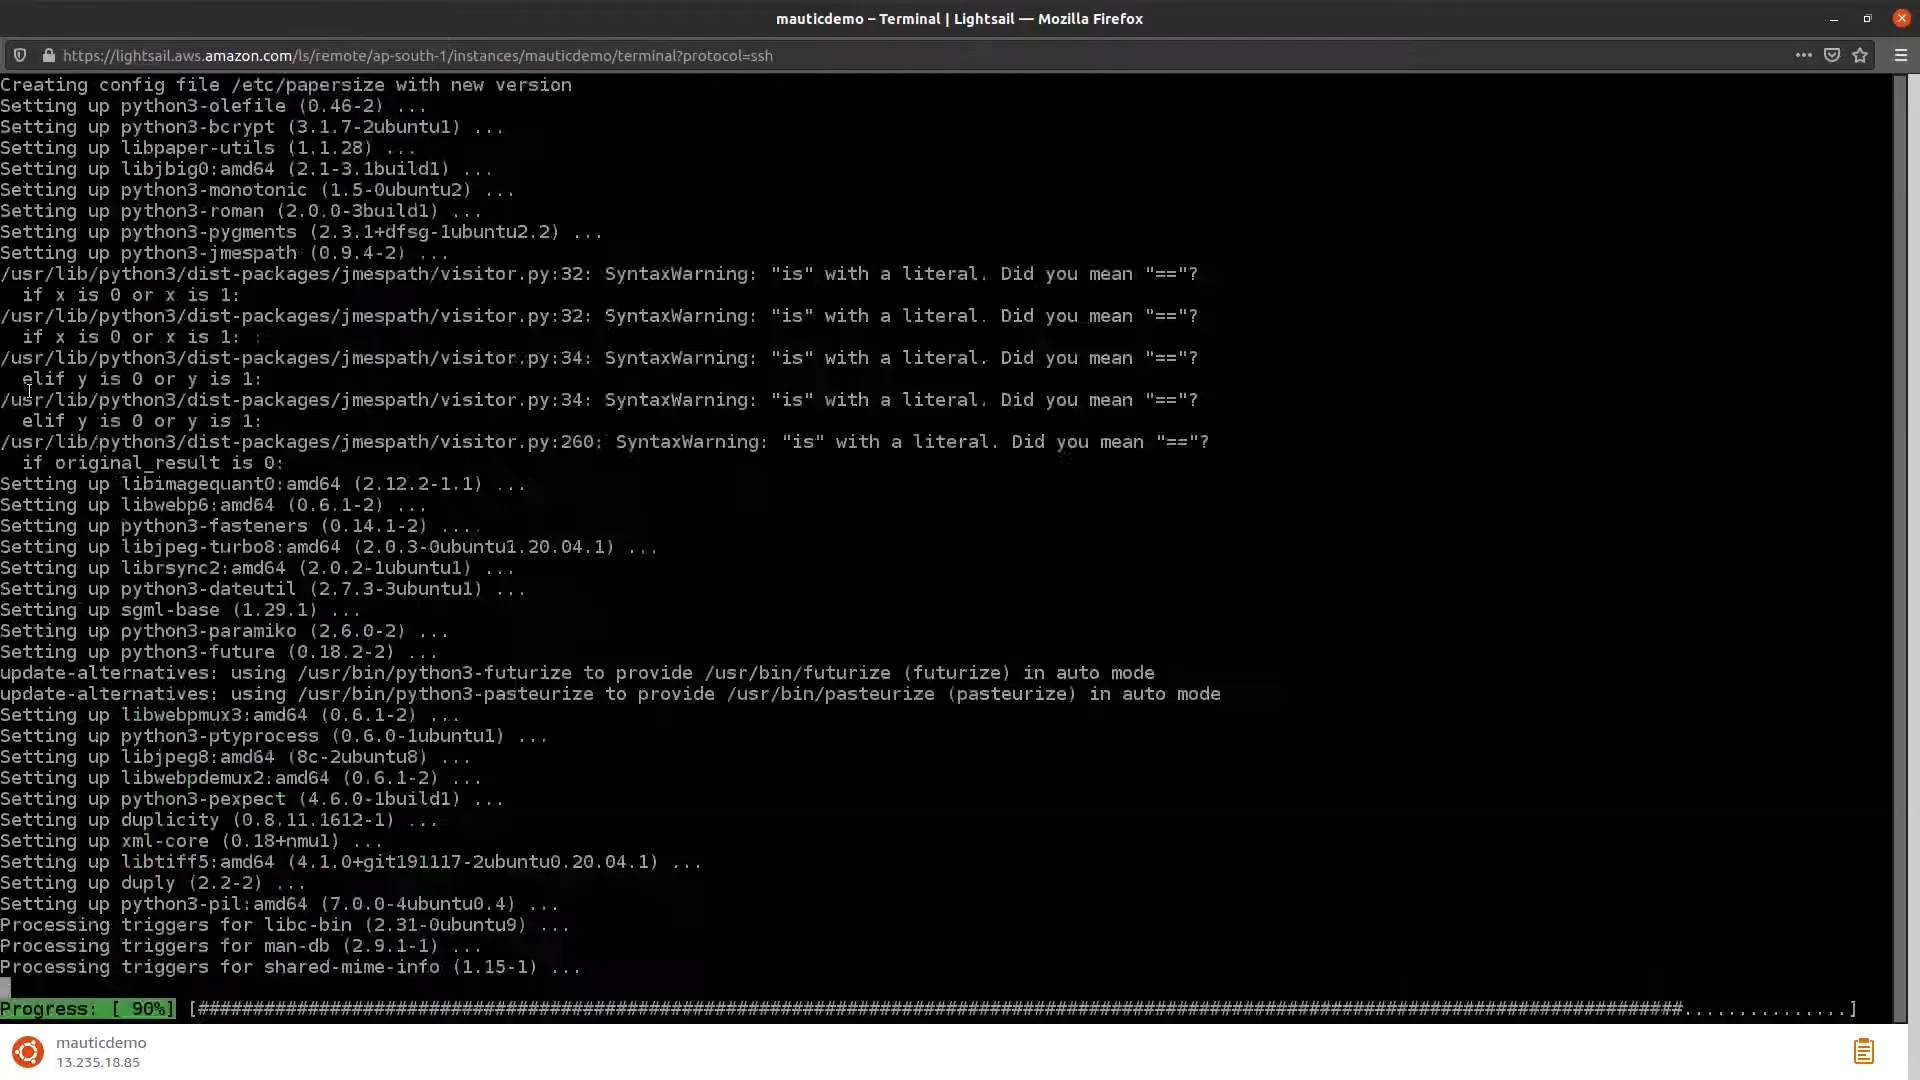 mauticdemo – Terminal | Lightsail — Mozilla Firefox
https://lightsail.aws.amazon.com/ls/remote/ap-south-1/instances/mauticdemo/terminal?protocol=ssh
Creating config file /etc/papersize with new version
Setting up python3-olefile (0.46-2) ...
Setting up python3-bcrypt (3.1.7-2ubuntu1) ...
Setting up libpaper-utils (1.1.28) ...
Setting up libjbig0:amd64 (2.1-3.1build1) ...
Setting up python3-monotonic (1.5-0ubuntu2) ...
Setting up python3-roman (2.0.0-3build1) ...
Setting up python3-pygments (2.3.1+dfsg-1ubuntu2.2) ...
Setting up python3-jmespath (0.9.4-2) ...
/usr/lib/python3/dist-packages/jmespath/visitor.py:32: SyntaxWarning: "is" with a literal. Did you mean "=="?
  if x is 0 or x is 1:
/usr/lib/python3/dist-packages/jmespath/visitor.py:32: SyntaxWarning: "is" with a literal. Did you mean "=="?
  if x is 0 or x is 1:
/usr/lib/python3/dist-packages/jmespath/visitor.py:34: SyntaxWarning: "is" with a literal. Did you mean "=="?
  elif y is 0 or y is 1:
/usr/lib/python3/dist-packages/jmespath/visitor.py:34: SyntaxWarning: "is" with a literal. Did you mean "=="?
  elif y is 0 or y is 1:
/usr/lib/python3/dist-packages/jmespath/visitor.py:260: SyntaxWarning: "is" with a literal. Did you mean "=="?
  if original_result is 0:
Setting up libimagequant0:amd64 (2.12.2-1.1) ...
Setting up libwebp6:amd64 (0.6.1-2) ...
Setting up python3-fasteners (0.14.1-2) ...
Setting up libjpeg-turbo8:amd64 (2.0.3-0ubuntu1.20.04.1) ...
Setting up librsync2:amd64 (2.0.2-1ubuntu1) ...
Setting up python3-dateutil (2.7.3-3ubuntu1) ...
Setting up sgml-base (1.29.1) ...
Setting up python3-paramiko (2.6.0-2) ...
Setting up python3-future (0.18.2-2) ...
update-alternatives: using /usr/bin/python3-futurize to provide /usr/bin/futurize (futurize) in auto mode
update-alternatives: using /usr/bin/python3-pasteurize to provide /usr/bin/pasteurize (pasteurize) in auto mode
Setting up libwebpmux3:amd64 (0.6.1-2) ...
Setting up python3-ptyprocess (0.6.0-1ubuntu1) ...
Setting up libjpeg8:amd64 (8c-2ubuntu8) ...
Setting up libwebpdemux2:amd64 (0.6.1-2) ...
Setting up python3-pexpect (4.6.0-1build1) ...
Setting up duplicity (0.8.11.1612-1) ...
Setting up xml-core (0.18+nmu1) ...
Setting up libtiff5:amd64 (4.1.0+git191117-2ubuntu0.20.04.1) ...
Setting up duply (2.2-2) ...
Setting up python3-pil:amd64 (7.0.0-4ubuntu0.4) ...
Processing triggers for libc-bin (2.31-0ubuntu9) ...
Processing triggers for man-db (2.9.1-1) ...
Processing triggers for shared-mime-info (1.15-1) ...
Progress: [ 90%] [#######################################################################################################################################...............]
mauticdemo
13.235.18.85